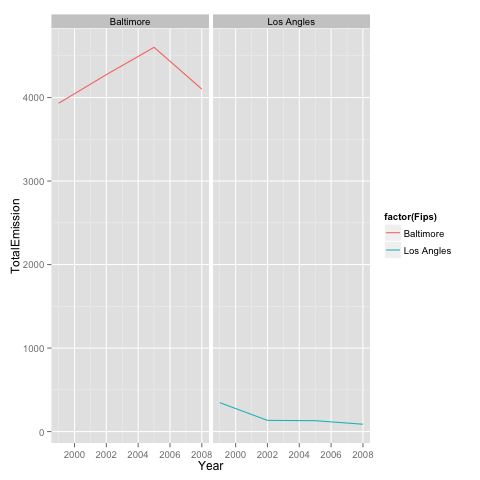 Baltimore Los Angles
4000
3000
2000
1000
0
TotalEmission
2000 2002 2004 2006 2008 2000 2002 2004 2006 2008
Year
factor(Fips)
Baltimore
Los Angles